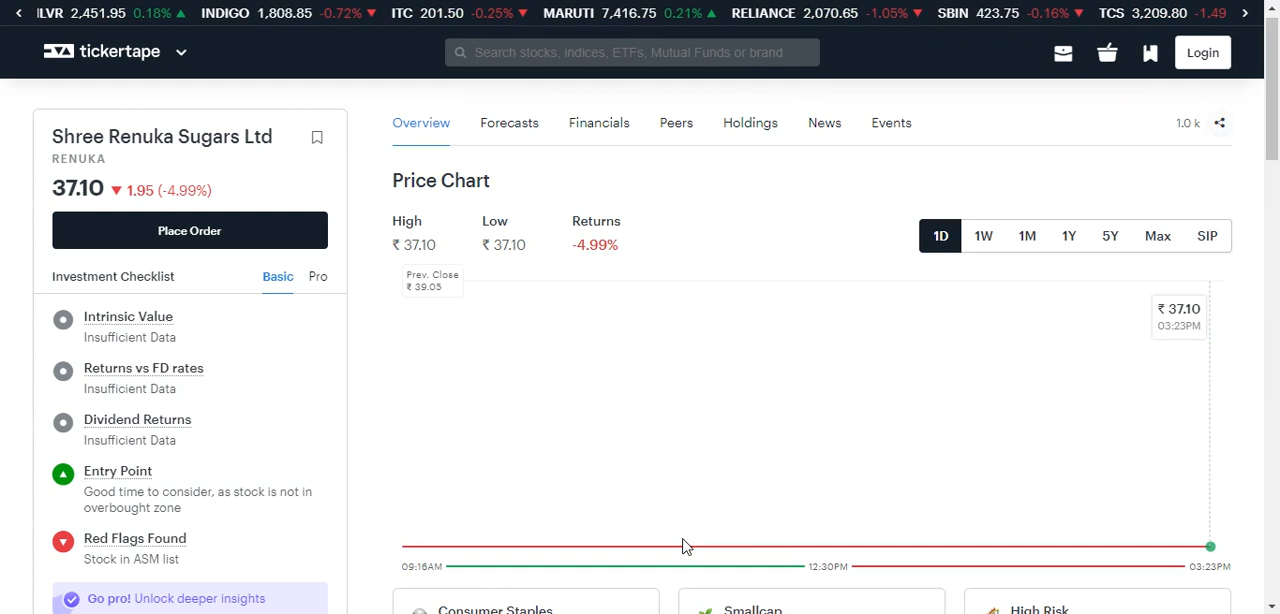 ILVR 2,451.95 0.18% INDIGO 1,808.85 -0.72% ITC 201.50 -0.25% MARUTI 7,416.75 0.21% RELIANCE 2,070.65 -1.05% SBIN 423.75 -0.16% TCS 3,209.80 -1.49
tickertape
Search stocks, indices, ETFs, Mutual Funds or brand
Login
Shree Renuka Sugars Ltd
RENUKA
37.10 1.95 (-4.99%)
Place Order
Investment Checklist Basic Pro
Intrinsic Value
Insufficient Data
Returns vs FD rates
Insufficient Data
Dividend Returns
Insufficient Data
Entry Point
Good time to consider, as stock is not in
overbought zone
Red Flags Found
Stock in ASM list
Go pro! Unlock deeper insights
Overview Forecasts Financials Peers Holdings News Events
1.0 k
Price Chart
High Low Returns
₹ 37.10 ₹ 37.10 -4.99%
1D 1W 1M 1Y 5Y Max SIP
Prev. Close
₹ 39.05
₹ 37.10
03:23PM
09:16AM 12:30PM 03:23PM
Consumer Staples Smallcap High Risk